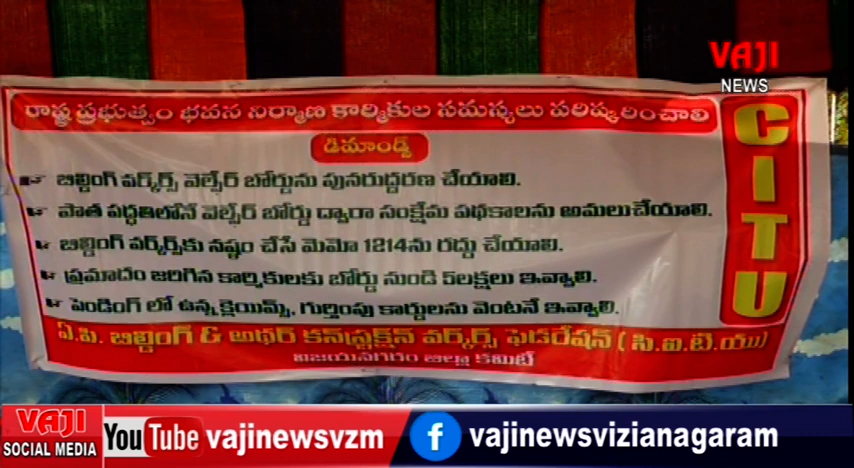 VAJI
NEWS
రాష్ట్ర ప్రభుత్వం భవన నిర్మాణ కార్మికుల సమస్యలు పరిష్కరించాలి
CITU
డిమాండ్స్
బిల్డింగ్ వర్కర్స్ వెల్ఫేర్ బోర్డును పునరుద్దరణ చేయాలి.
పాత పద్ధతిలోనే వెల్ఫేర్ బోర్డు ద్వారా సంక్షేమ పథకాలను అమలుచేయాలి.
బిల్డింగ్ వర్కర్స్‌కు నష్టం చేసే మెమో 1214ను రద్దు చేయాలి.
ప్రమాదం జరిగిన కార్మికులకు బోర్డు నుండి 5లక్షలు ఇవ్వాలి.
పెండింగ్ లో ఉన్న క్లెయిమ్స్, గుర్తింపు కార్డులను వెంటనే ఇవ్వాలి.
ఏ.పి. బిల్డింగ్ & అథర్ కన్‌స్ట్రక్షన్ వర్కర్స్ ఫెడరేషన్ (సి.ఐ.టి.యు)
విజయనగరం జిల్లా కమిటీ
VAJI
SOCIAL MEDIA
YouTube vajinewsvzm
f vajinewsvizianagaram